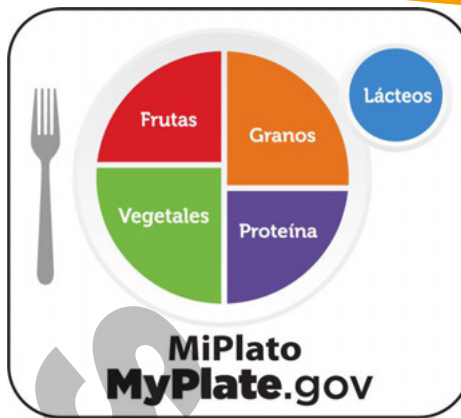 Frutas
Granos
Lácteos
Vegetales
Proteína
MiPlato
MyPlate.gov